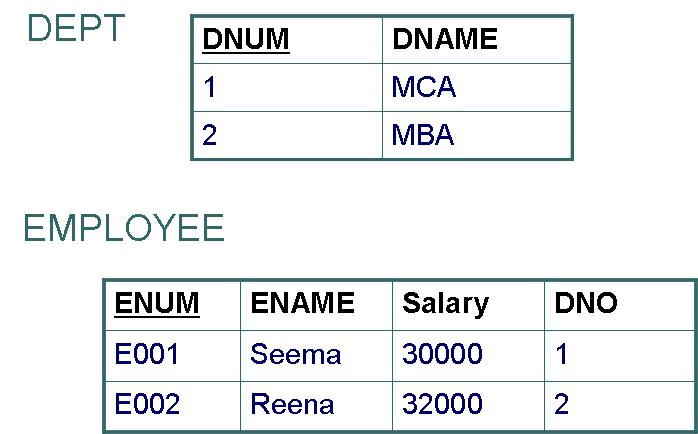 DEPT
DNUM DNAME
1 MCA
2 MBA
EMPLOYEE
ENUM ENAME Salary DNO
E001 Seema 30000 1
E002 Reena 32000 2